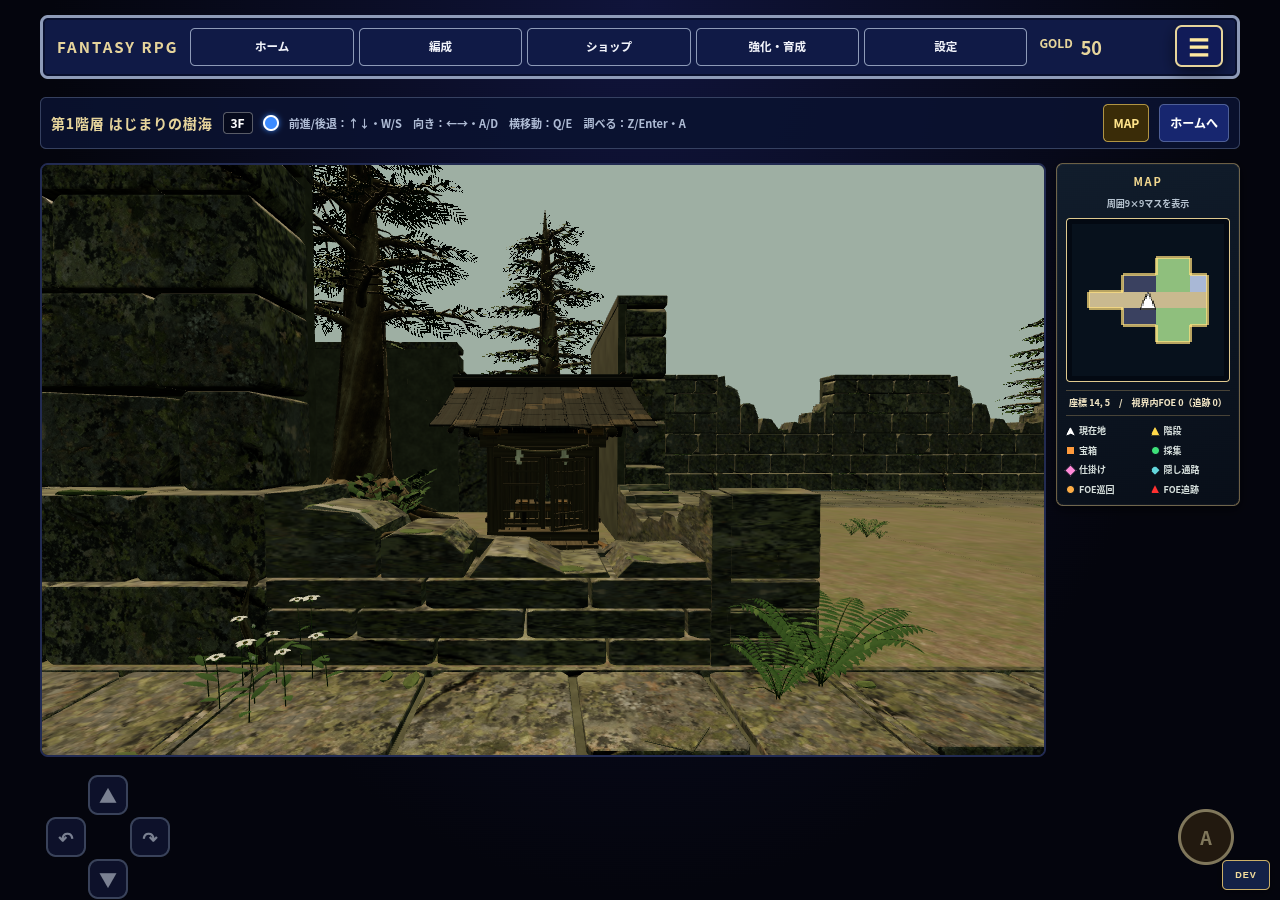 FANTASY RPG
ホーム
編成
ショップ
強化・育成
設定
GOLD 50
第1階層 はじまりの樹海
3F
前進/後退：↑↓・W/S 向き：←→・A/D 横移動：Q/E 調べる：Z/Enter・A
MAP
ホームへ
MAP
周囲9×9マスを表示
座標 14, 5 / 視界内FOE 0（追跡 0）
現在地
階段
宝箱
採集
仕掛け
隠し通路
FOE巡回
FOE追跡
A
DEV